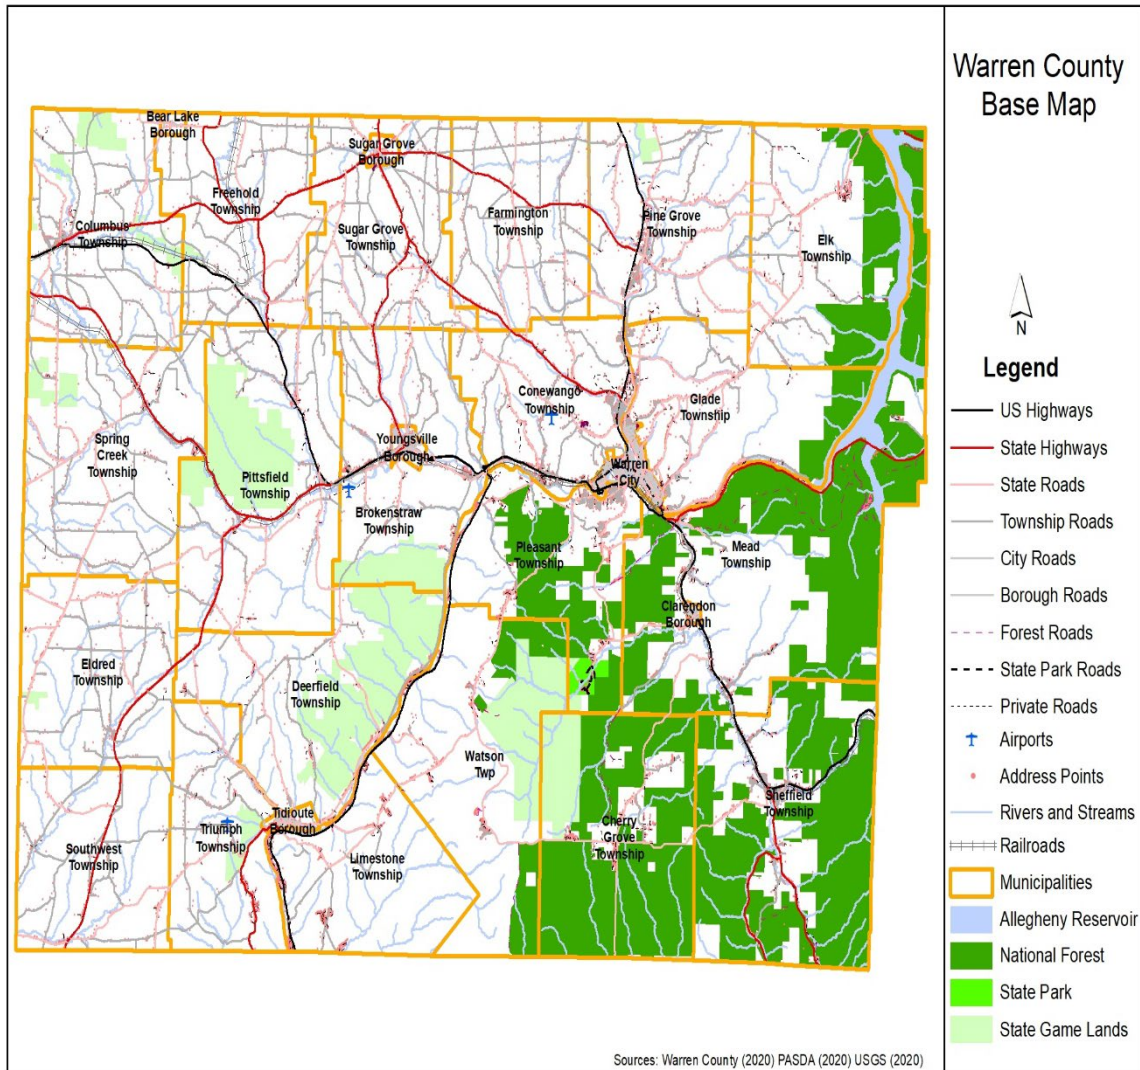 Warren County
Base Map
Bear Lake
Borough
Sugar Grove
Borough
Freehold
Township
Farmington
Township
Pine Grove
Township
Columbus
Township
Sugar Grove
Township
Elk
Township
N
Legend
US Highways
State Highways
State Roads
Township Roads
City Roads
Borough Roads
Forest Roads
State Park Roads
Private Roads
Airports
Address Points
Rivers and Streams
Railroads
Municipalities
Allegheny Reservoir
National Forest
State Park
State Game Lands
Conewango
Township
Glade
Township
Spring
Creek
Township
Youngsville
Borough
Pittsfield
Township
Warren
City
Brokenstraw
Township
Pleasant
Township
Mead
Township
Clarendon
Borough
Eldred
Township
Deerfield
Township
Watson
Twp
Sheffield
Township
Tidioute
Borough
Triumph
Township
Cherry
Grove
Township
Southwest
Township
Limestone
Township
Sources: Warren County (2020) PASDA (2020) USGS (2020)